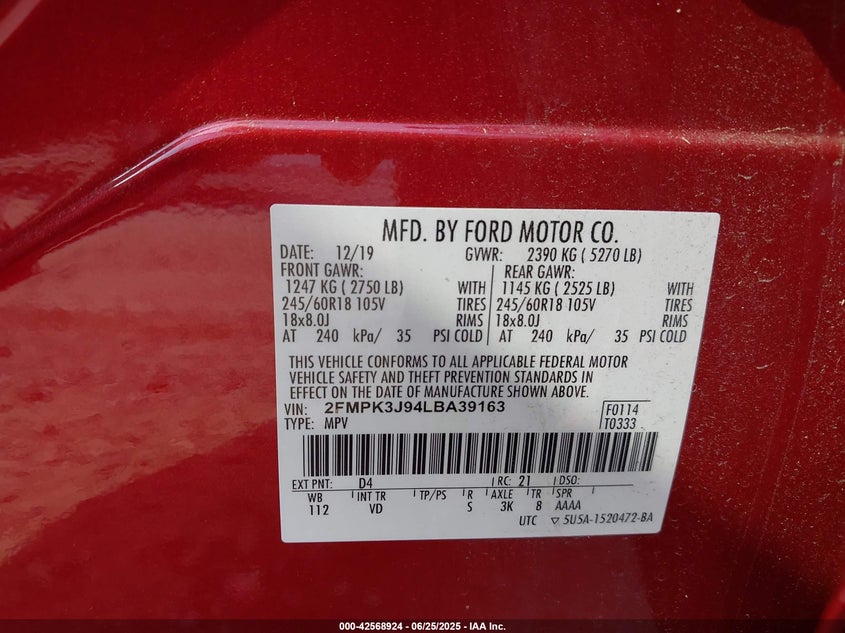 MFD. BY FORD MOTOR CO.
DATE: 12/19 GVWR: 2390 KG ( 5270 LB)
FRONT GAWR: REAR GAWR:
1247 KG ( 2750 LB) WITH 1145 KG ( 2525 LB) WITH
245/60R18 105V TIRES 245/60R18 105V TIRES
18x8.0J RIMS 18x8.0J RIMS
AT 240 kPa/ 35 PSI COLD AT 240 kPa/ 35 PSI COLD
THIS VEHICLE CONFORMS TO ALL APPLICABLE FEDERAL MOTOR
VEHICLE SAFETY AND THEFT PREVENTION STANDARDS IN
EFFECT ON THE DATE OF MANUFACTURE SHOWN ABOVE.
VIN: 2FMPK3J94LBA39163 F0114
TYPE: MPV T0333
EXT PNT: D4 RC: 21 DSO:
WB INT TR TP/PS R AXLE TR SPR
112 VD S 3K 8 AAAA
UTC ▽ 5U5A-1520472-BA
000-42568924 | 06/25/2025 - IAA Inc.